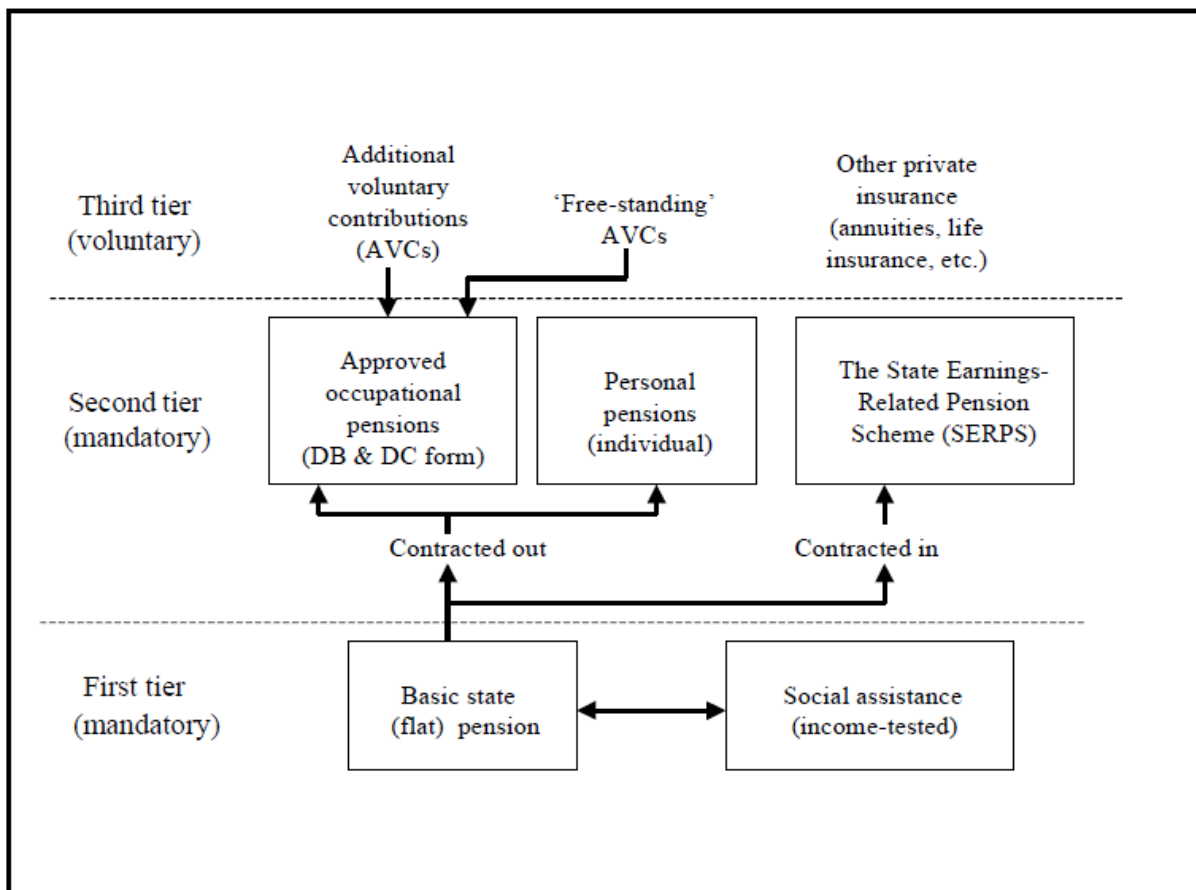 Third tier
(voluntary)
Additional
voluntary
contributions
(AVCs)
‘Free-standing’
AVCs
Other private
insurance
(annuities, life
insurance, etc.)
Second tier
(mandatory)
Approved
occupational
pensions
(DB & DC form)
Personal
pensions
(individual)
The State Earnings-
Related Pension
Scheme (SERPS)
Contracted out
Contracted in
First tier
(mandatory)
Basic state
(flat) pension
Social assistance
(income-tested)